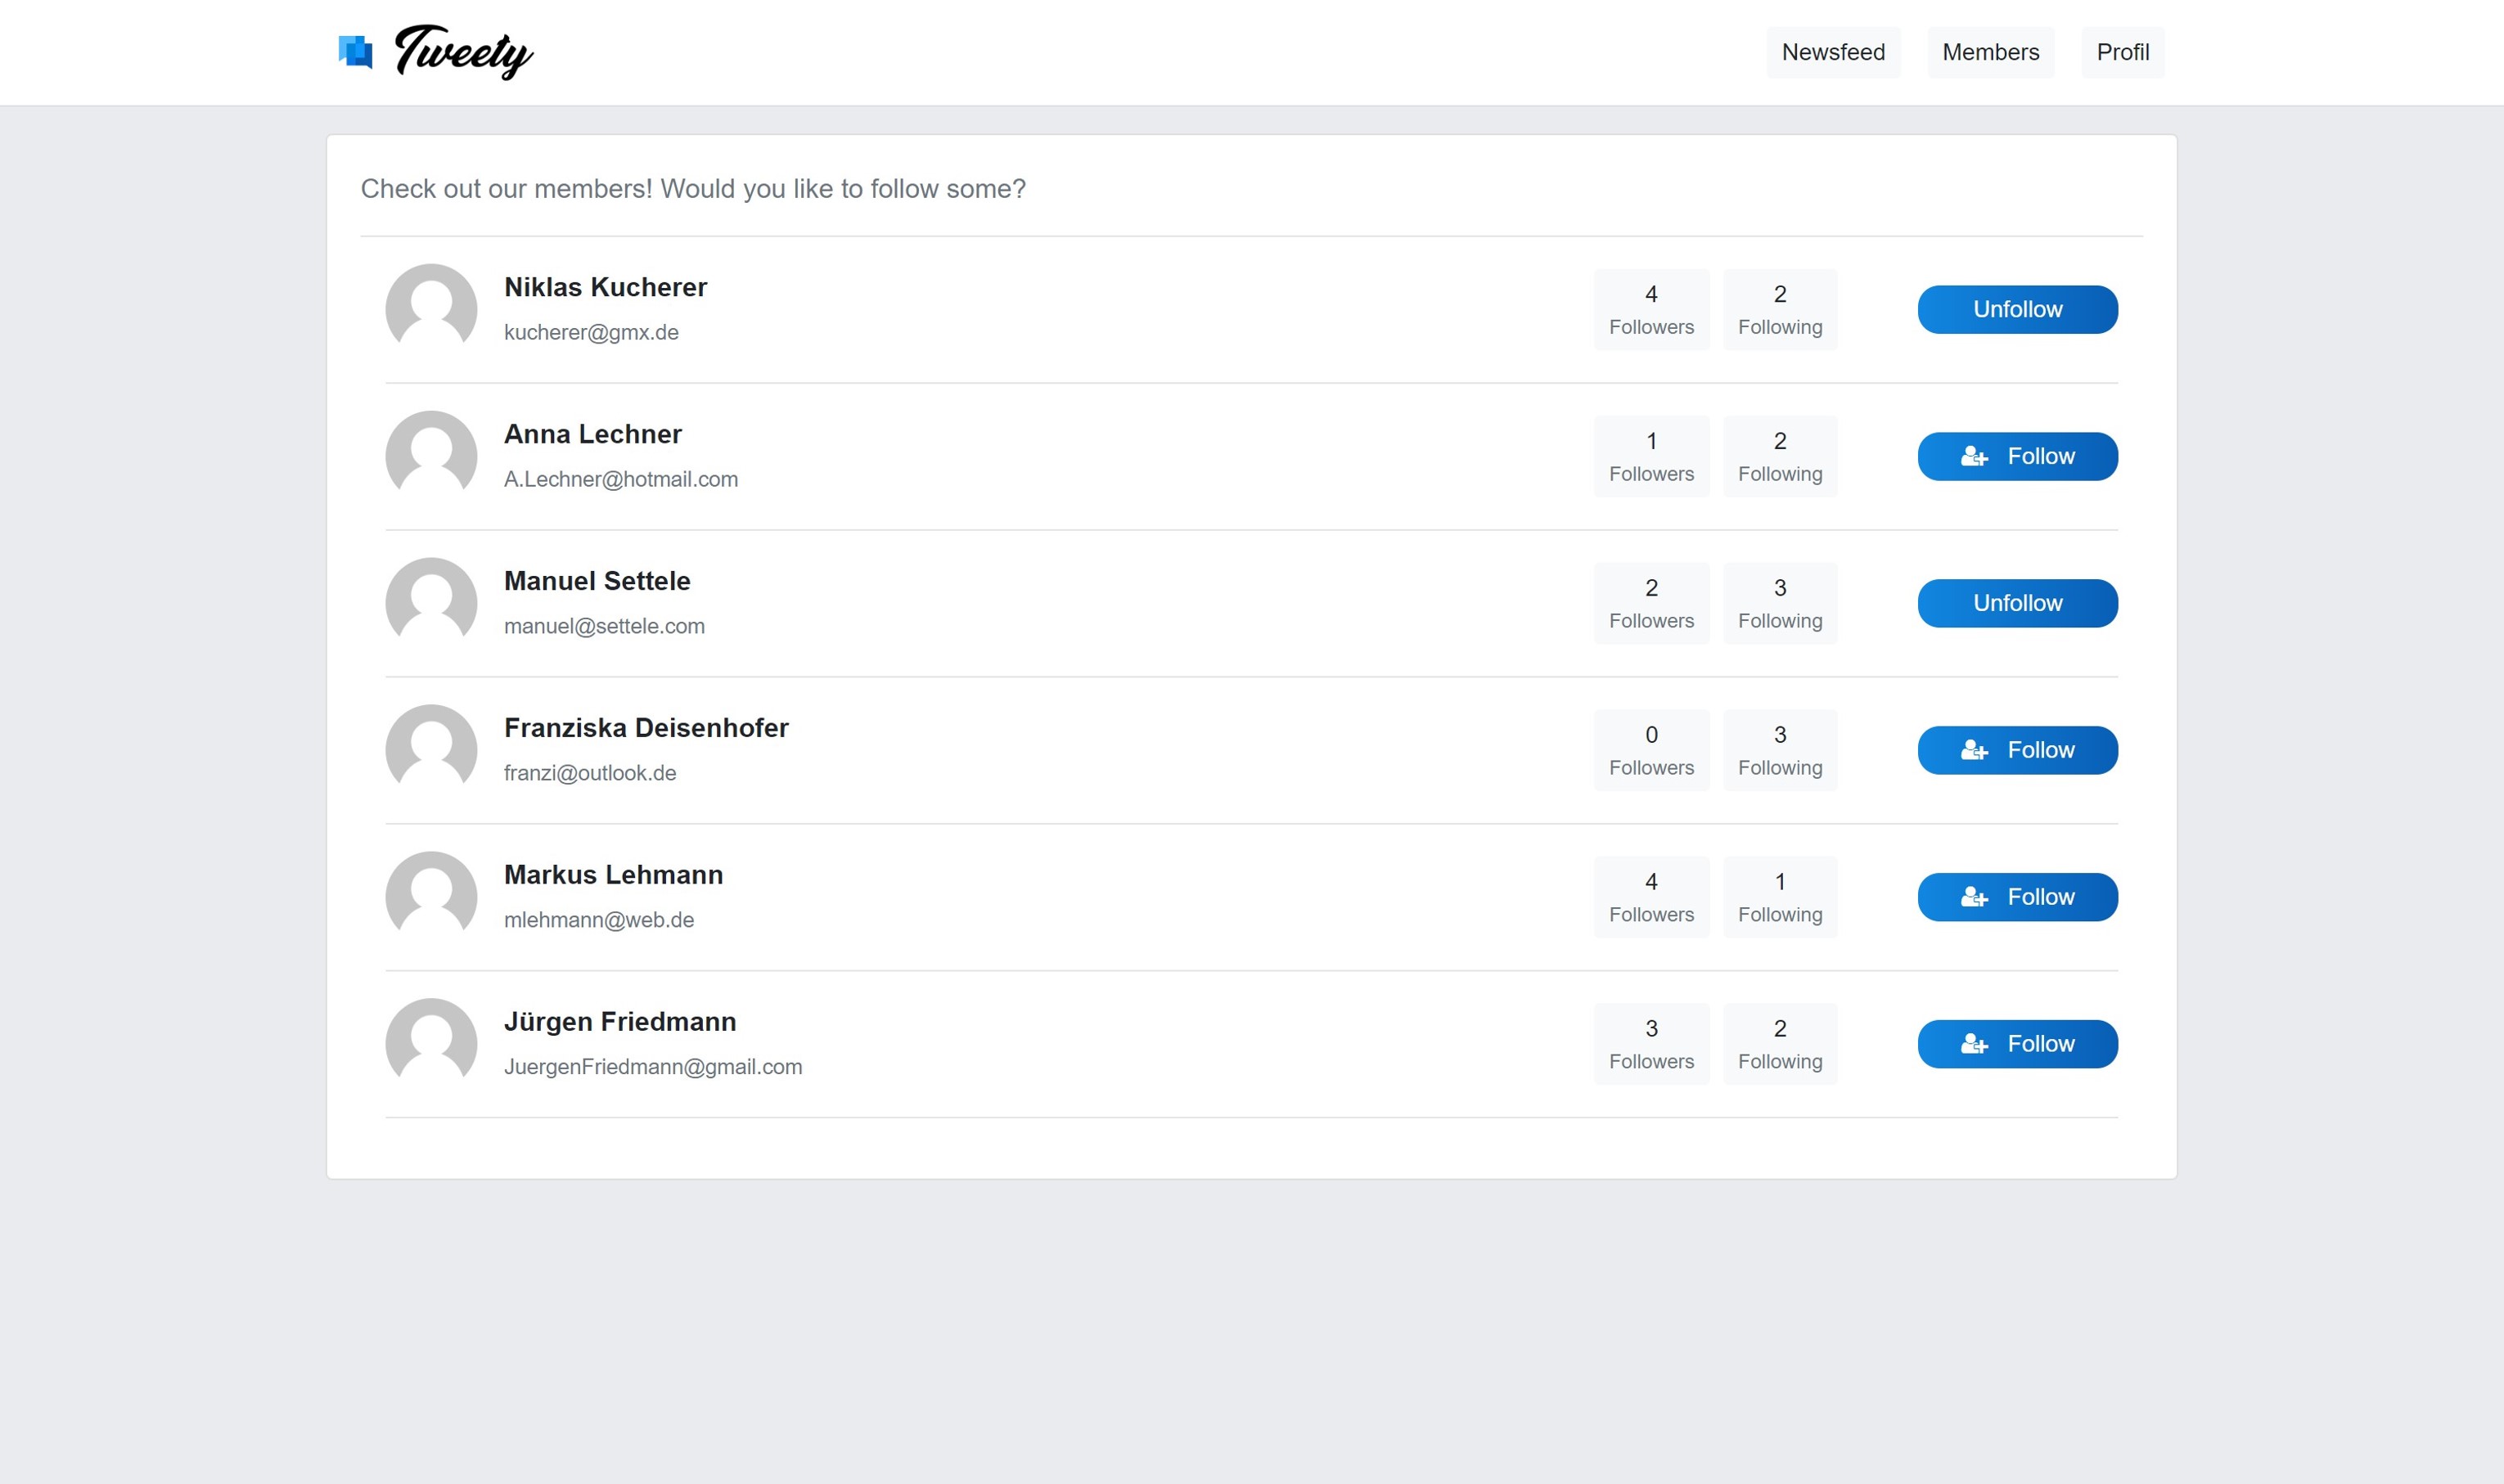 Tweety
Newsfeed Members Profil
Check out our members! Would you like to follow some?
Niklas Kucherer
kucherer@gmx.de
4 2
Followers Following
Unfollow
Anna Lechner
A.Lechner@hotmail.com
1 2
Followers Following
Follow
Manuel Settele
manuel@settele.com
2 3
Followers Following
Unfollow
Franziska Deisenhofer
franzi@outlook.de
0 3
Followers Following
Follow
Markus Lehmann
mlehmann@web.de
4 1
Followers Following
Follow
Jürgen Friedmann
JuergenFriedmann@gmail.com
3 2
Followers Following
Follow